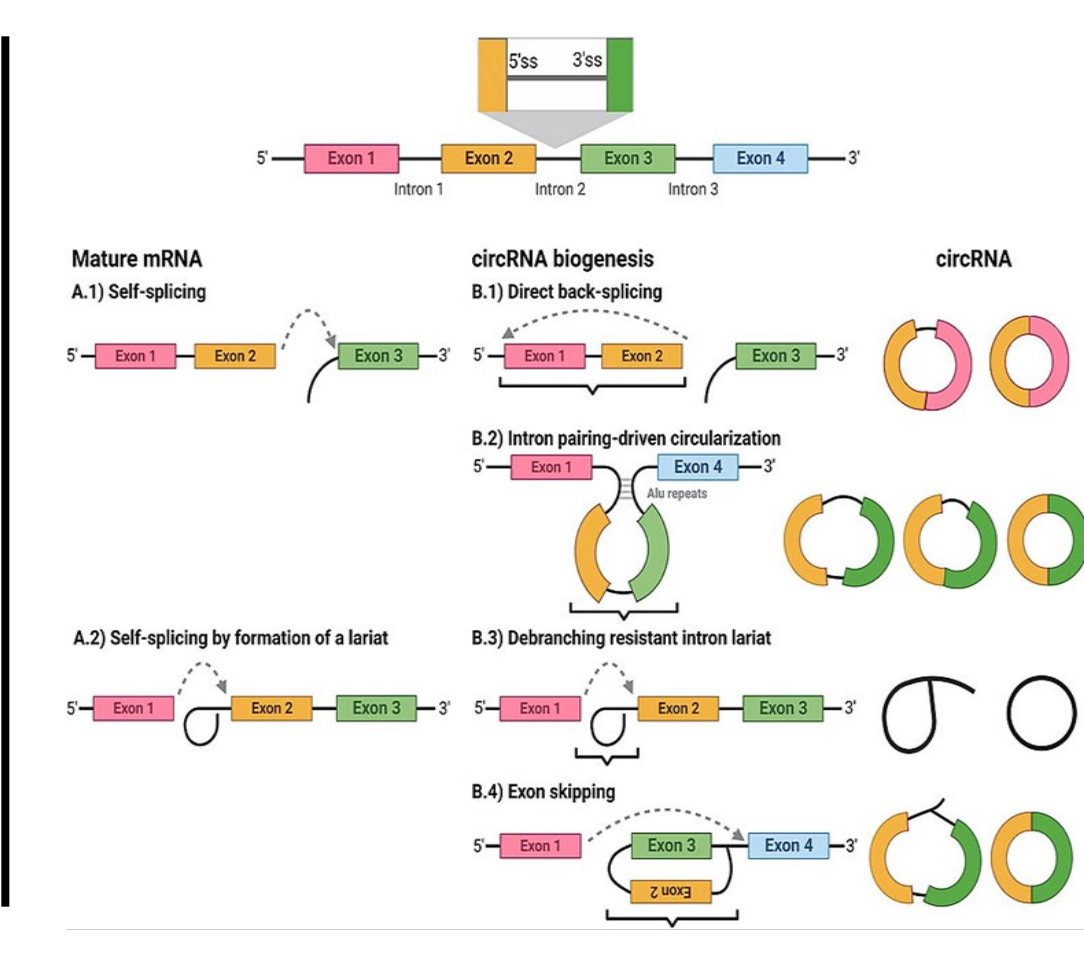 5'ss 3'ss
5' Exon 1 Exon 2 Exon 3 Exon 4 3'
Intron 1 Intron 2 Intron 3
Mature mRNA
A.1) Self-splicing
5' Exon 1 Exon 2 Exon 3 3'
circRNA biogenesis
B.1) Direct back-splicing
5' Exon 1 Exon 2 Exon 3 3'
circRNA
B.2) Intron pairing-driven circularization
5' Exon 1 Exon 4 3'
Alu repeats
A.2) Self-splicing by formation of a lariat
5' Exon 1 Exon 2 Exon 3 3'
B.3) Debranching resistant intron lariat
5' Exon 1 Exon 2 Exon 3 3'
B.4) Exon skipping
5' Exon 1 Exon 3 Exon 4 3'
Exon 2